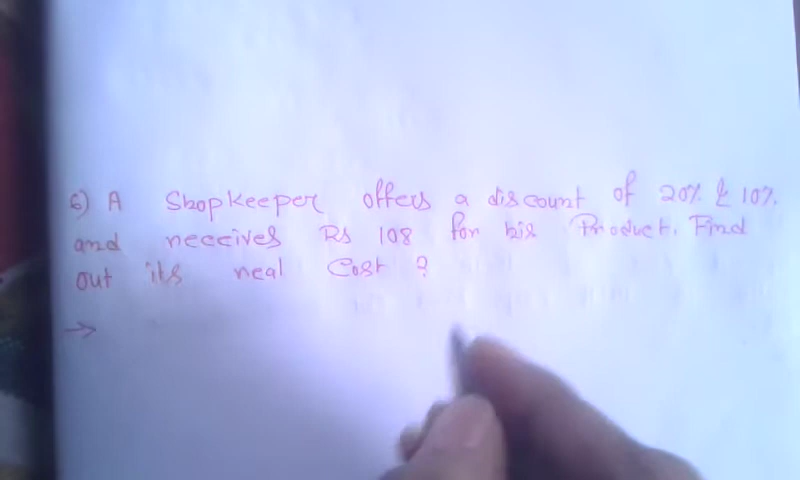 6) A Shopkeeper offers a discount of 20% & 10%.
and receives Rs 108 for his Product. Find
out its real Cost ?
→